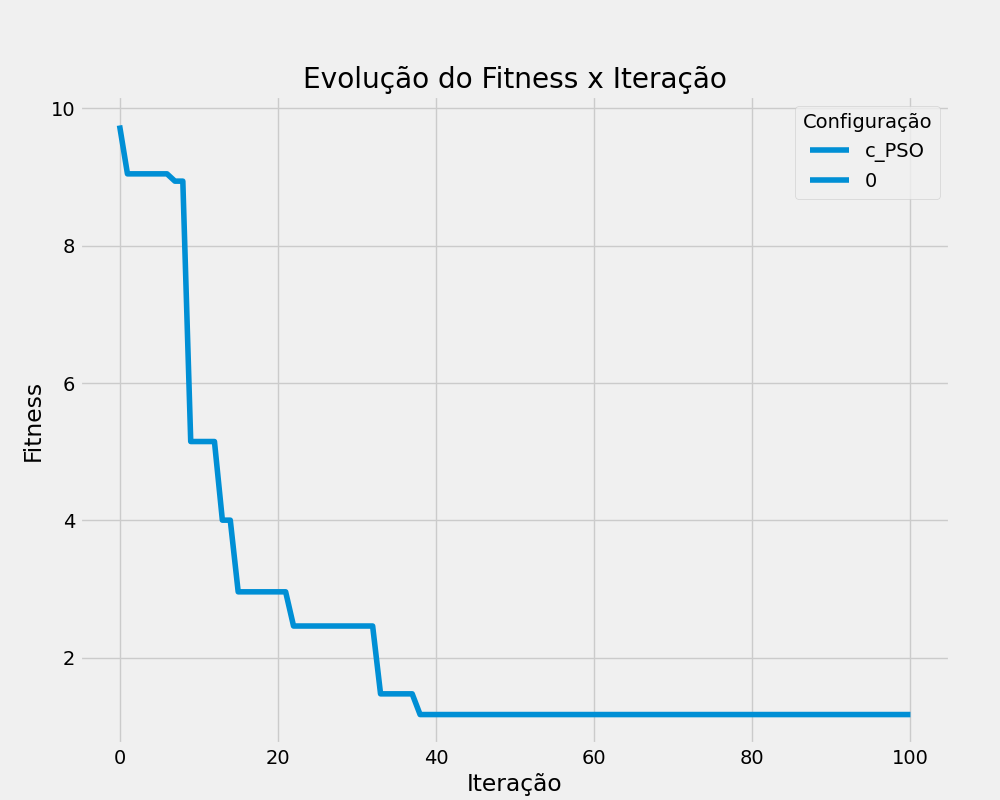 Evolução do Fitness x Iteração
Configuração
c_PSO
0
Fitness
10
8
6
4
2
0 20 40 60 80 100
Iteração